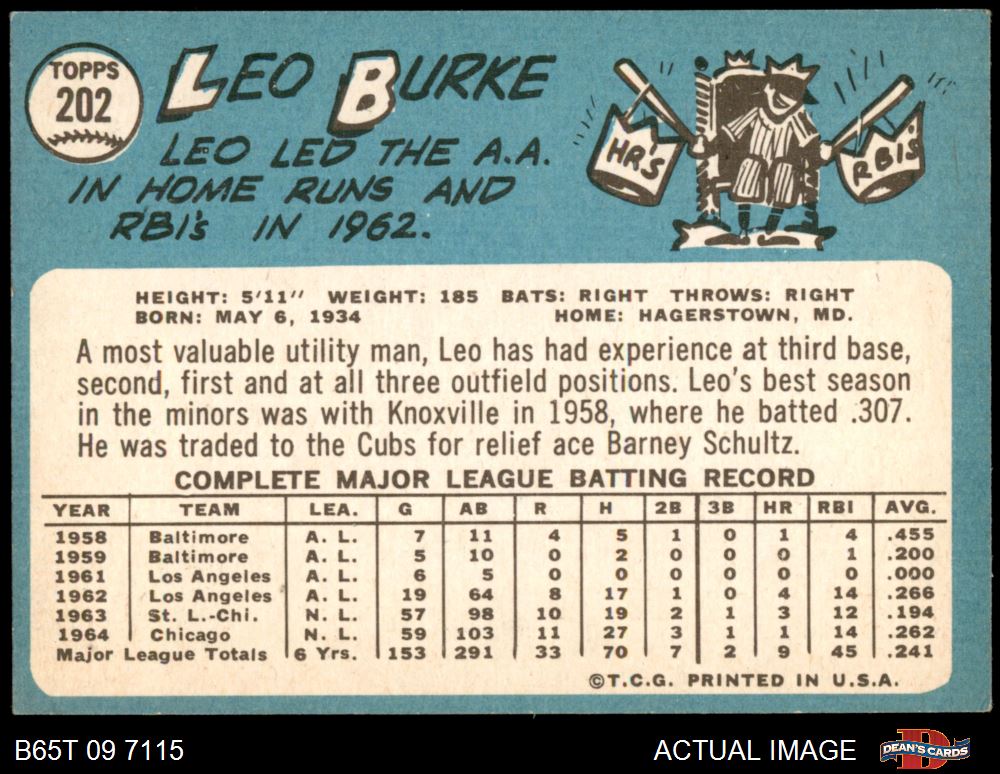 TOPPS
202
LEO BURKE
LEO LED THE A.A.
IN HOME RUNS AND
RBI's IN 1962.
HR'S
RBI'S
HEIGHT: 5'11" WEIGHT: 185 BATS: RIGHT THROWS: RIGHT
BORN: MAY 6, 1934 HOME: HAGERSTOWN, MD.
A most valuable utility man, Leo has had experience at third base,
second, first and at all three outfield positions. Leo's best season
in the minors was with Knoxville in 1958, where he batted .307.
He was traded to the Cubs for relief ace Barney Schultz.
COMPLETE MAJOR LEAGUE BATTING RECORD
YEAR TEAM LEA. G AB R H 2B 3B HR RBI AVG.
1958 Baltimore A. L. 7 11 4 5 1 0 1 4 .455
1959 Baltimore A. L. 5 10 0 2 0 0 0 1 .200
1961 Los Angeles A. L. 6 5 0 0 0 0 0 0 .000
1962 Los Angeles A. L. 19 64 8 17 1 0 4 14 .266
1963 St. L.-Chi. N. L. 57 98 10 19 2 1 3 12 .194
1964 Chicago N. L. 59 103 11 27 3 1 1 14 .262
Major League Totals 6 Yrs. 153 291 33 70 7 2 9 45 .241
©T.C.G. PRINTED IN U.S.A.
B65T 09 7115
ACTUAL IMAGE
DEAN'S CARDS